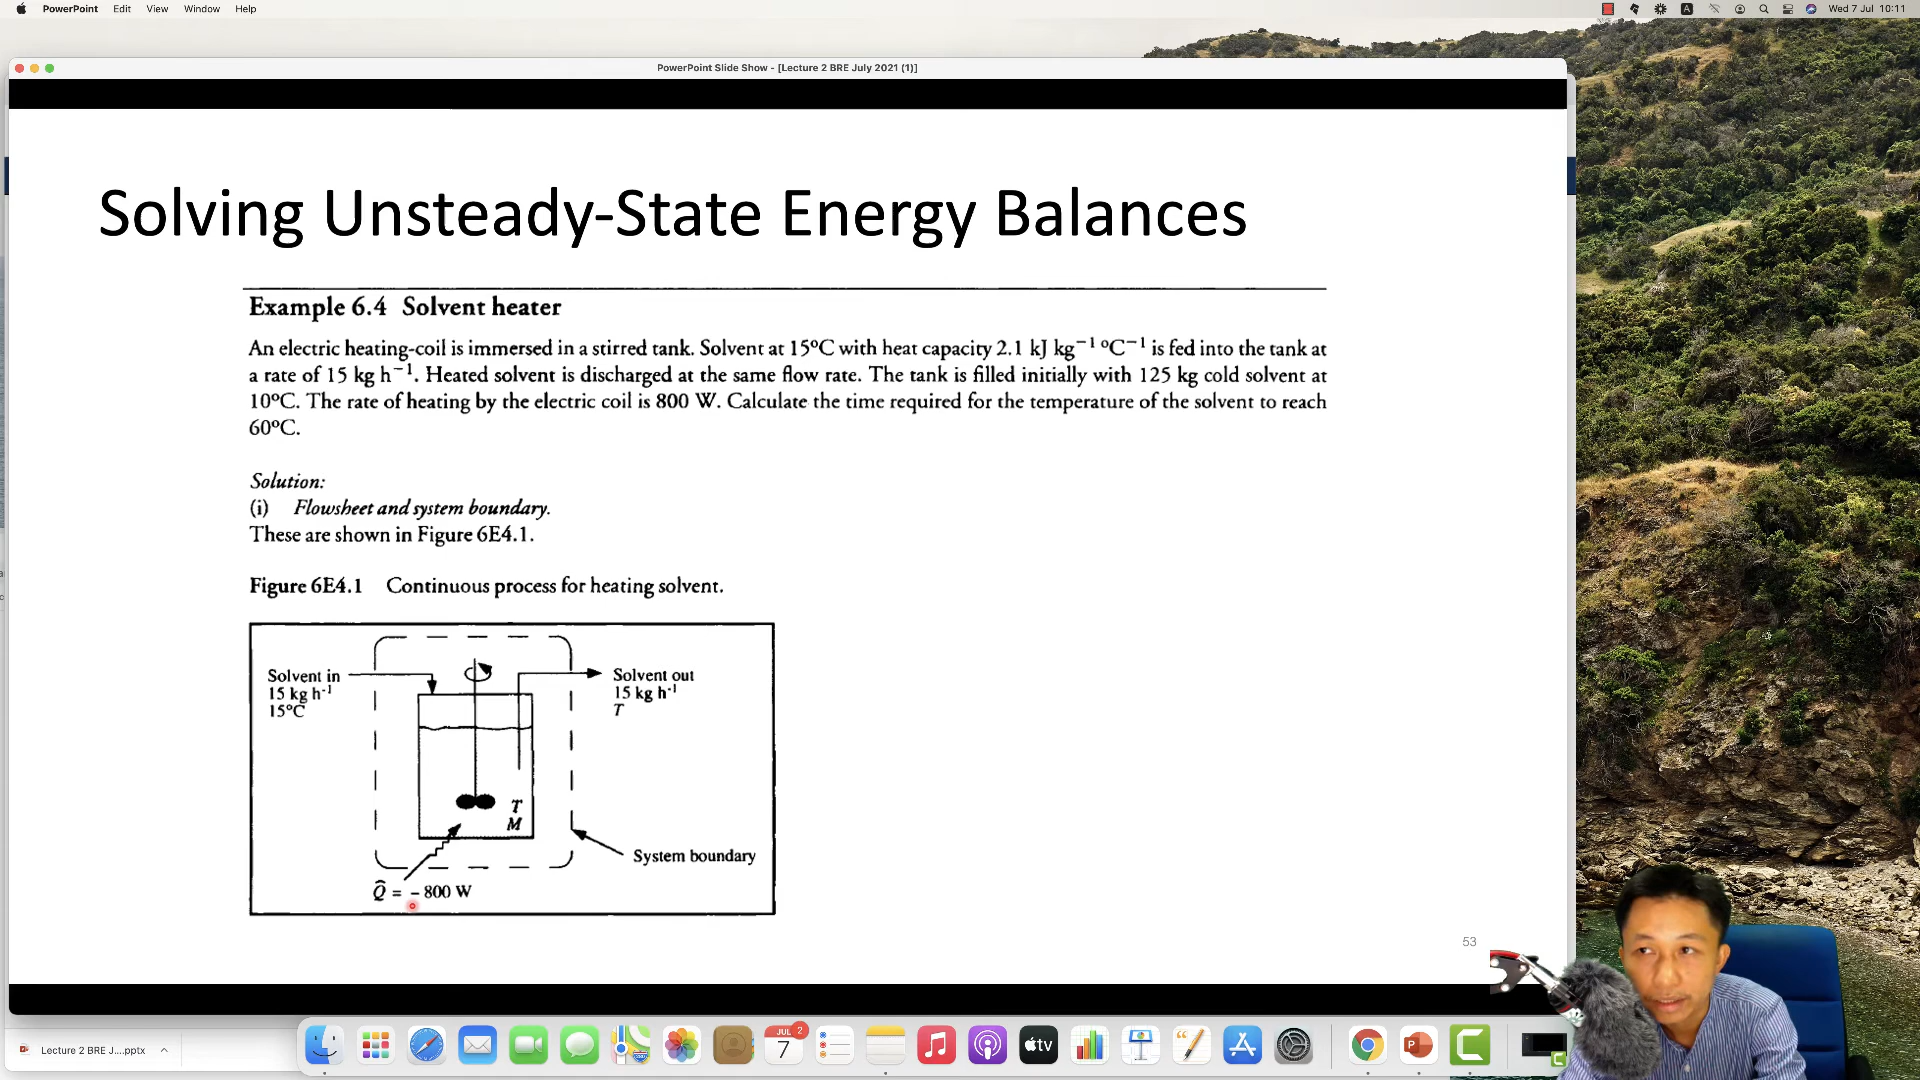 PowerPoint Edit View Window Help
A Wed 7 Jul 10:11
PowerPoint Slide Show - [Lecture 2 BRE July 2021 (1)]
Solving Unsteady-State Energy Balances
Example 6.4 Solvent heater
An electric heating-coil is immersed in a stirred tank. Solvent at 15°C with heat capacity 2.1 kJ kg⁻¹ °C⁻¹ is fed into the tank at
a rate of 15 kg h⁻¹. Heated solvent is discharged at the same flow rate. The tank is filled initially with 125 kg cold solvent at
10°C. The rate of heating by the electric coil is 800 W. Calculate the time required for the temperature of the solvent to reach
60°C.
Solution:
(i) Flowsheet and system boundary.
These are shown in Figure 6E4.1.
Figure 6E4.1 Continuous process for heating solvent.
Solvent in
15 kg h⁻¹
15°C
Solvent out
15 kg h⁻¹
T
T
M
System boundary
Q̂ = – 800 W
53
Lecture 2 BRE J....pptx
JUL
7
2
tv
P